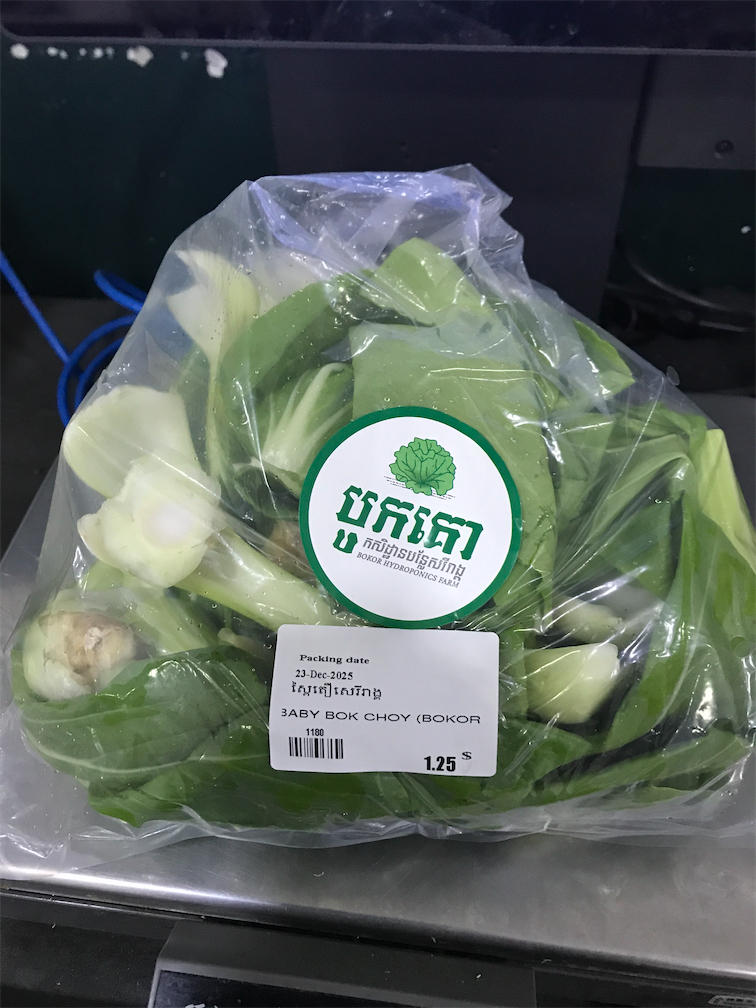 បូកគោ
កសិដ្ឋានបន្លែសរីរាង្គ
BOKOR HYDROPONICS FARM
Packing date
23-Dec-2025
ស្ពៃតឿសេរីរាង្គ
BABY BOK CHOY (BOKOR
1180
1.25 $